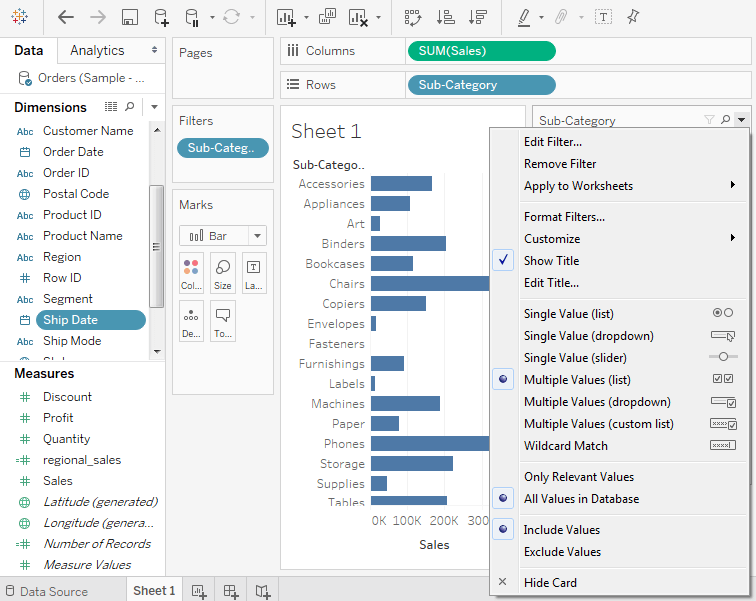 Data
Analytics
Orders (Sample - ...
Dimensions
Abc Customer Name
Order Date
Abc Order ID
Postal Code
Abc Product ID
Abc Product Name
Abc Region
Row ID
Abc Segment
Ship Date
Abc Ship Mode
Measures
Discount
Profit
Quantity
regional_sales
Sales
Latitude (generated)
Longitude (genera...
Number of Records
Measure Values
Pages
Filters
Sub-Categ..
Marks
Bar
Col...
Size
La...
De...
To...
Columns
SUM(Sales)
Rows
Sub-Category
Sheet 1
Sub-Catego..
Accessories
Appliances
Art
Binders
Bookcases
Chairs
Copiers
Envelopes
Fasteners
Furnishings
Labels
Machines
Paper
Phones
Storage
Supplies
Tables
0K 100K 200K 300
Sales
Sub-Category
Edit Filter...
Remove Filter
Apply to Worksheets
Format Filters...
Customize
Show Title
Edit Title...
Single Value (list)
Single Value (dropdown)
Single Value (slider)
Multiple Values (list)
Multiple Values (dropdown)
Multiple Values (custom list)
Wildcard Match
Only Relevant Values
All Values in Database
Include Values
Exclude Values
Hide Card
Data Source
Sheet 1